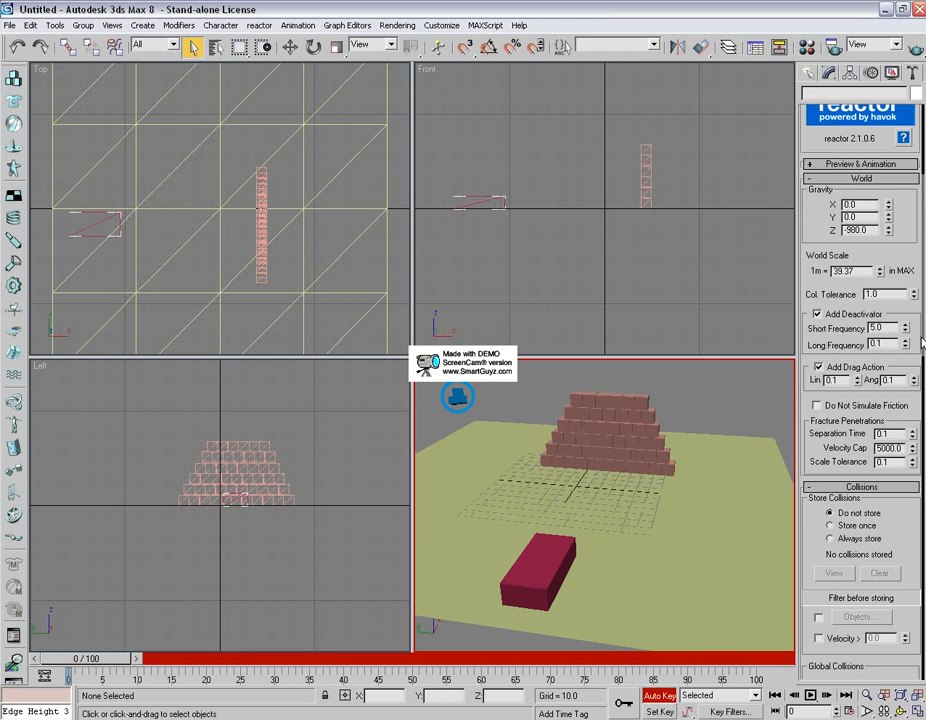 Untitled - Autodesk 3ds Max 8 - Stand-alone License
File Edit Tools Group Views Create Modifiers Character reactor Animation Graph Editors Rendering Customize MAXScript Help
All View View
Top
Front
Left
Made with DEMO
ScreenCam® version
www.SmartGuyz.com
reactor
powered by havok
reactor 2.1.0.6 ?
+ Preview & Animation
- World
Gravity
X 0.0
Y 0.0
Z -980.0
World Scale
1m = 39.37 in MAX
Col. Tolerance 1.0
Add Deactivator
Short Frequency 5.0
Long Frequency 0.1
Add Drag Action
Lin 0.1 Ang 0.1
Do Not Simulate Friction
Fracture Penetrations
Separation Time 0.1
Velocity Cap 5000.0
Scale Tolerance 0.1
- Collisions
Store Collisions
Do not store
Store once
Always store
No collisions stored
View Clear
Filter before storing
Objects...
Velocity > 0.0
Global Collisions
< 0 / 100 >
0 5 10 15 20 25 30 35 40 45 50 55 60 65 70 75 80 85 90 95 100
None Selected X: Y: Z: Grid = 10.0 Auto Key Selected
Edge Height 3 Click or click-and-drag to select objects Add Time Tag Set Key Key Filters... 0